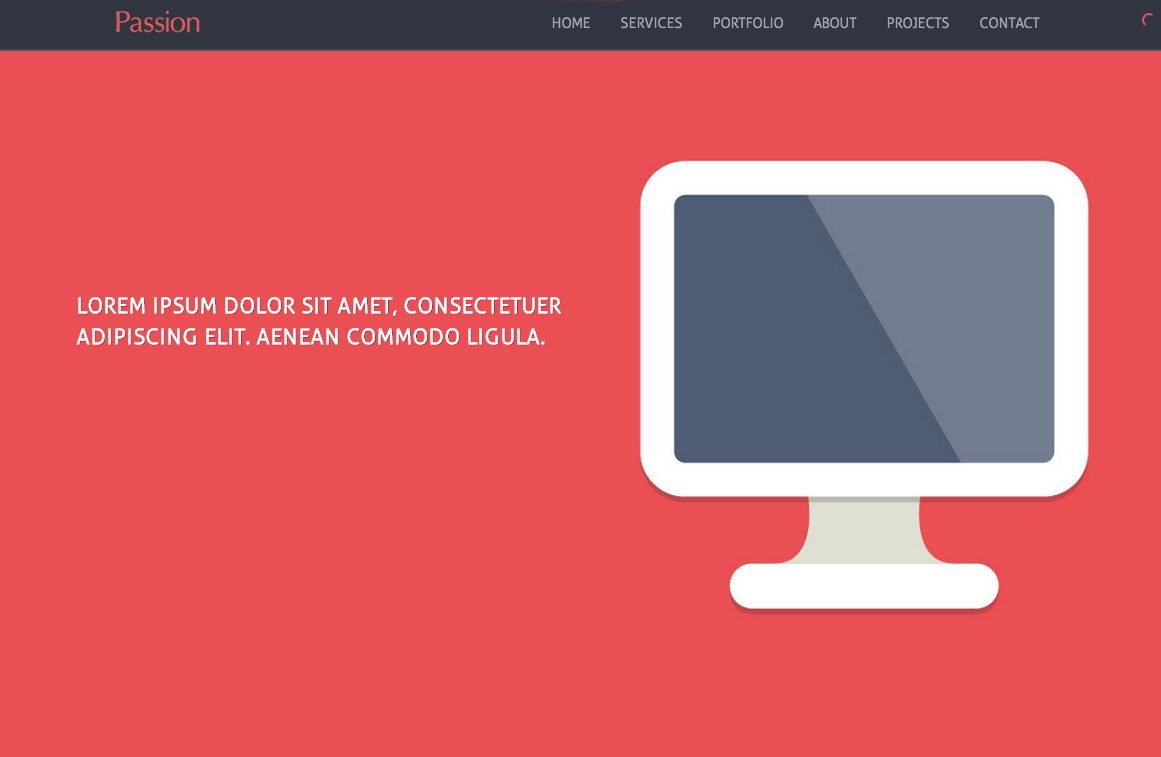 Passion
HOME SERVICES PORTFOLIO ABOUT PROJECTS CONTACT
LOREM IPSUM DOLOR SIT AMET, CONSECTETUER
ADIPISCING ELIT. AENEAN COMMODO LIGULA.